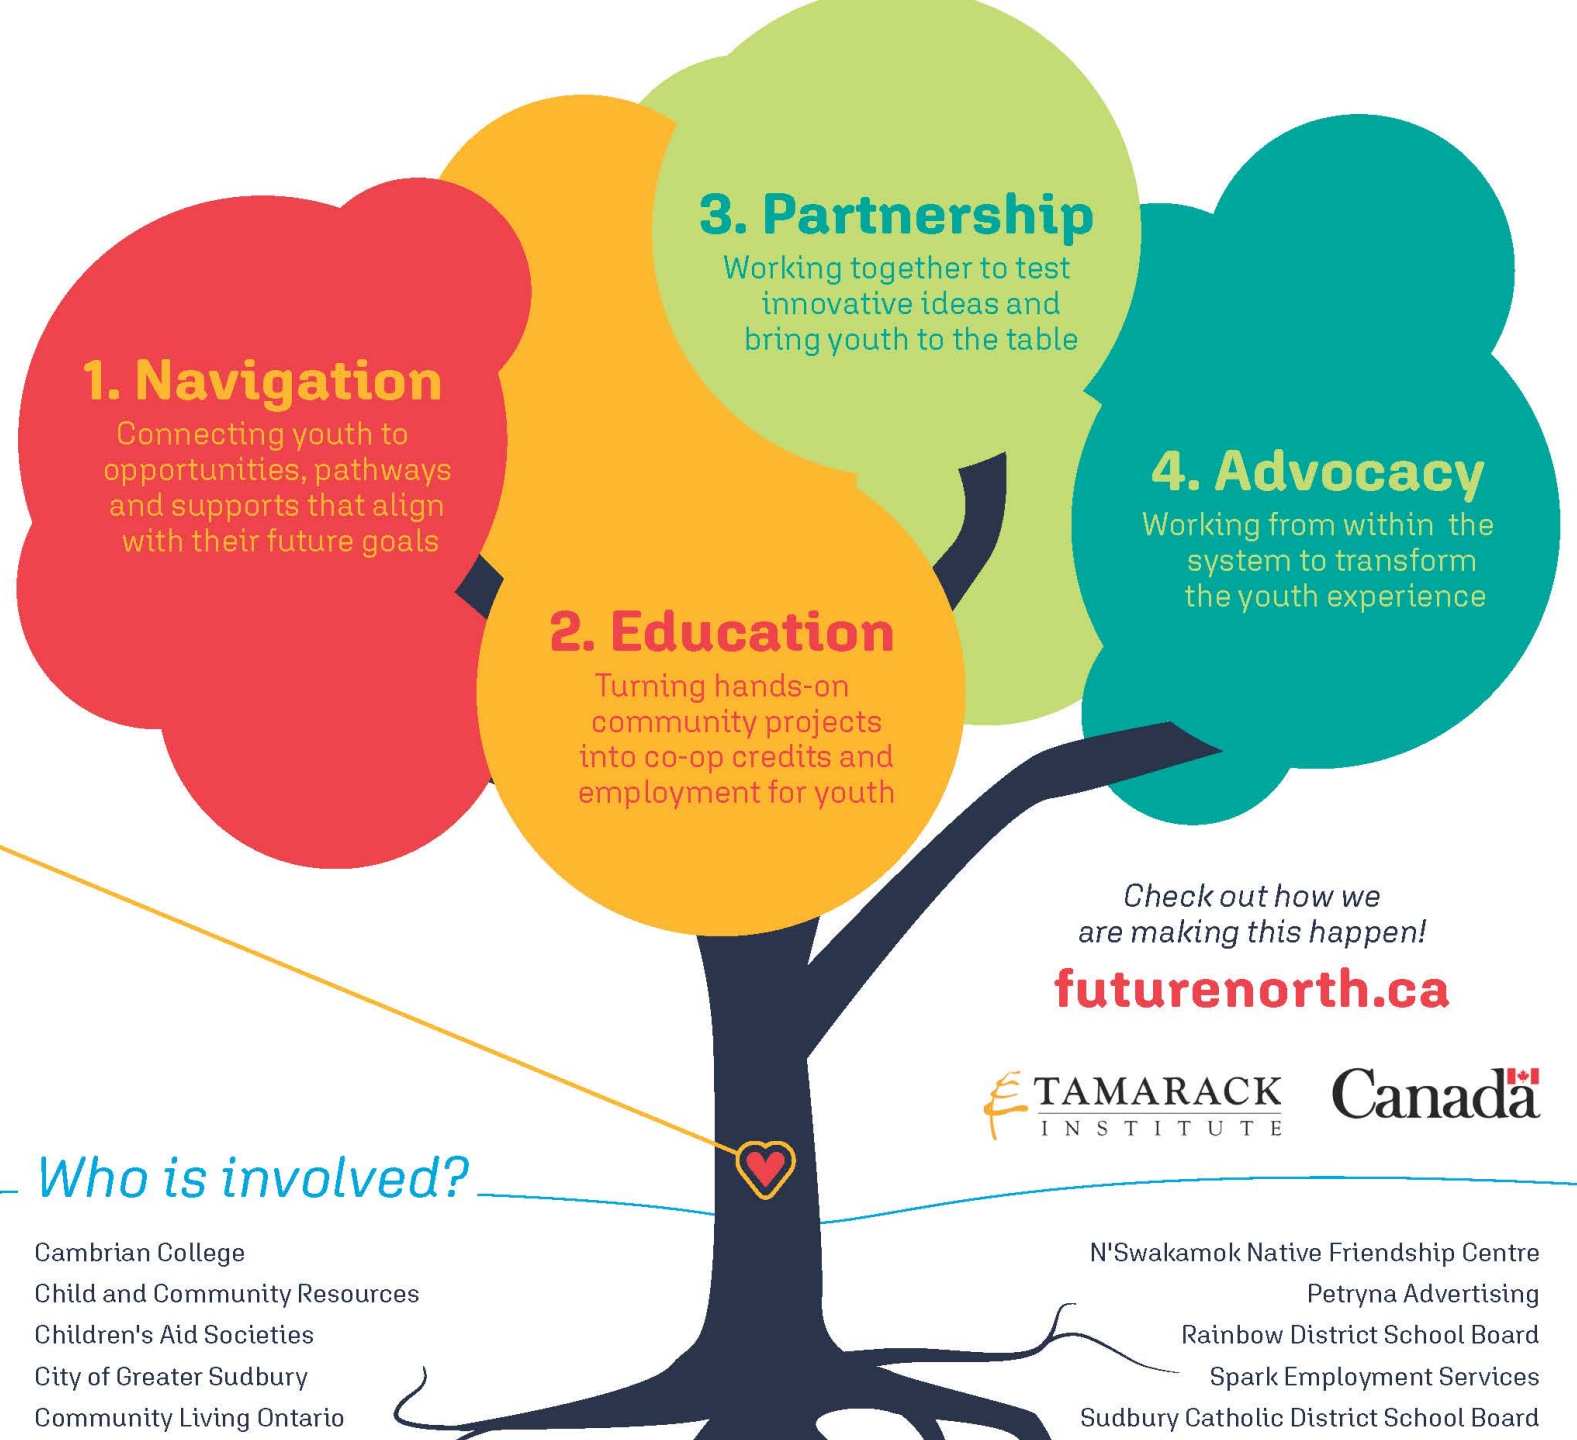 3. Partnership
Working together to test
innovative ideas and
bring youth to the table
1. Navigation
Connecting youth to
opportunities, pathways
and supports that align
with their future goals
4. Advocacy
Working from within the
system to transform
the youth experience
2. Education
Turning hands-on
community projects
into co-op credits and
employment for youth
Check out how we
are making this happen!
futurenorth.ca
TAMARACK
INSTITUTE
Canada
Who is involved?
Cambrian College
Child and Community Resources
Children's Aid Societies
City of Greater Sudbury
Community Living Ontario
N'Swakamok Native Friendship Centre
Petryna Advertising
Rainbow District School Board
Spark Employment Services
Sudbury Catholic District School Board